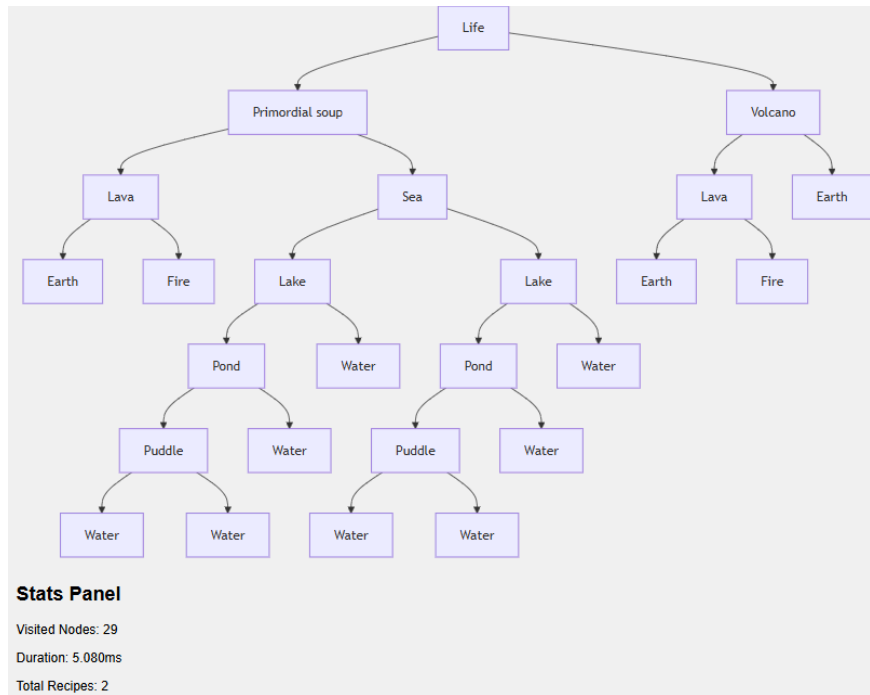 Life
Primordial soup
Volcano
Lava
Sea
Lava
Earth
Earth
Fire
Lake
Lake
Earth
Fire
Pond
Water
Pond
Water
Puddle
Water
Puddle
Water
Water
Water
Water
Water
Stats Panel
Visited Nodes: 29
Duration: 5.080ms
Total Recipes: 2